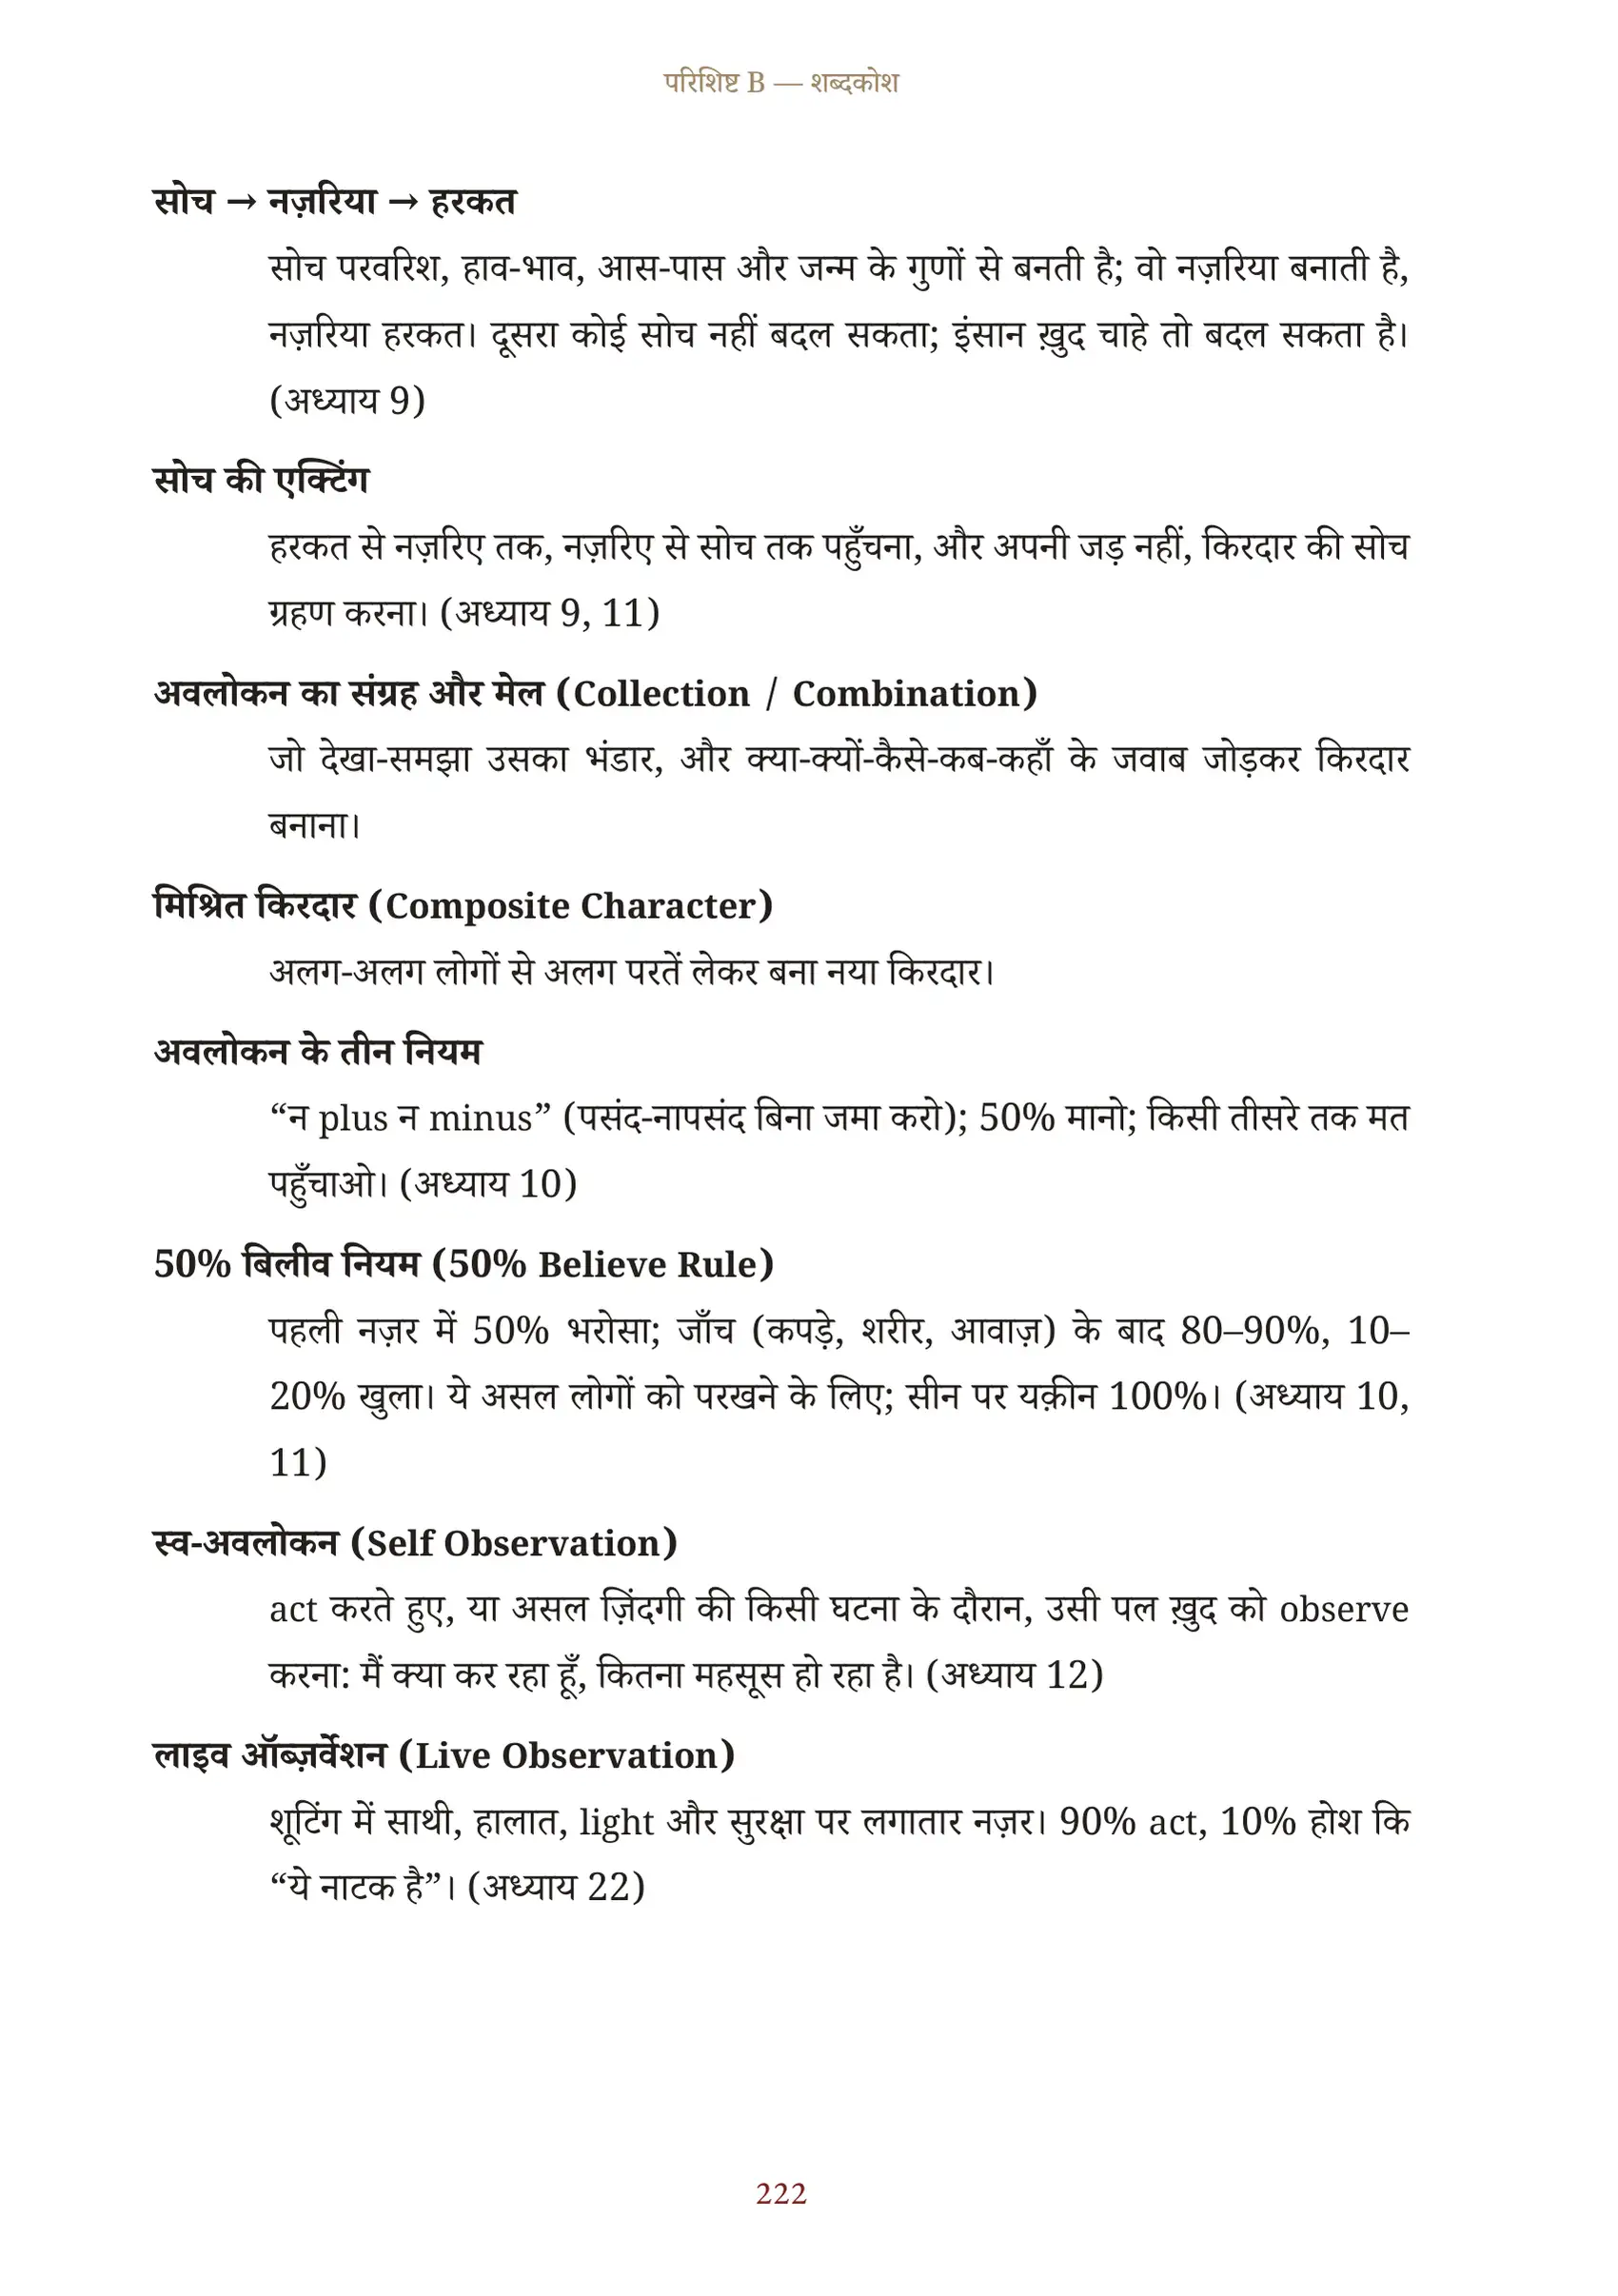 परिशिष्ट B — शब्दकोश
सोच → नज़रिया → हरकत
सोच परवरिश, हाव-भाव, आस-पास और जन्म के गुणों से बनती है; वो नज़रिया बनाती है,
नज़रिया हरकत। दूसरा कोई सोच नहीं बदल सकता; इंसान ख़ुद चाहे तो बदल सकता है।
(अध्याय 9)
सोच की एक्टिंग
हरकत से नज़रिए तक, नज़रिए से सोच तक पहुँचना, और अपनी जड़ नहीं, किरदार की सोच
ग्रहण करना। (अध्याय 9, 11)
अवलोकन का संग्रह और मेल (Collection / Combination)
जो देखा-समझा उसका भंडार, और क्या-क्यों-कैसे-कब-कहाँ के जवाब जोड़कर किरदार
बनाना।
मिश्रित किरदार (Composite Character)
अलग-अलग लोगों से अलग परतें लेकर बना नया किरदार।
अवलोकन के तीन नियम
“न plus न minus” (पसंद-नापसंद बिना जमा करो); 50% मानो; किसी तीसरे तक मत
पहुँचाओ। (अध्याय 10)
50% बिलीव नियम (50% Believe Rule)
पहली नज़र में 50% भरोसा; जाँच (कपड़े, शरीर, आवाज़) के बाद 80–90%, 10–
20% खुला। ये असल लोगों को परखने के लिए; सीन पर यक़ीन 100%। (अध्याय 10,
11)
स्व-अवलोकन (Self Observation)
act करते हुए, या असल ज़िंदगी की किसी घटना के दौरान, उसी पल ख़ुद को observe
करना: मैं क्या कर रहा हूँ, कितना महसूस हो रहा है। (अध्याय 12)
लाइव ऑब्ज़र्वेशन (Live Observation)
शूटिंग में साथी, हालात, light और सुरक्षा पर लगातार नज़र। 90% act, 10% होश कि
“ये नाटक है”। (अध्याय 22)
222